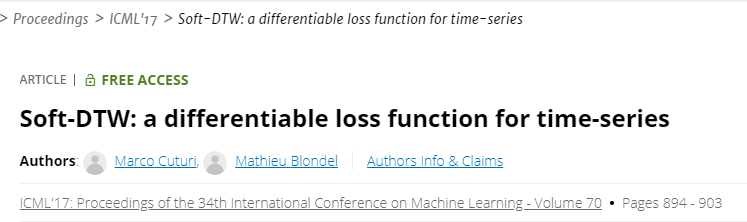 > Proceedings > ICML'17 > Soft-DTW: a differentiable loss function for time-series
ARTICLE | FREE ACCESS
Soft-DTW: a differentiable loss function for time-series
Authors: Marco Cuturi, Mathieu Blondel | Authors Info & Claims
ICML'17: Proceedings of the 34th International Conference on Machine Learning - Volume 70 • Pages 894 - 903